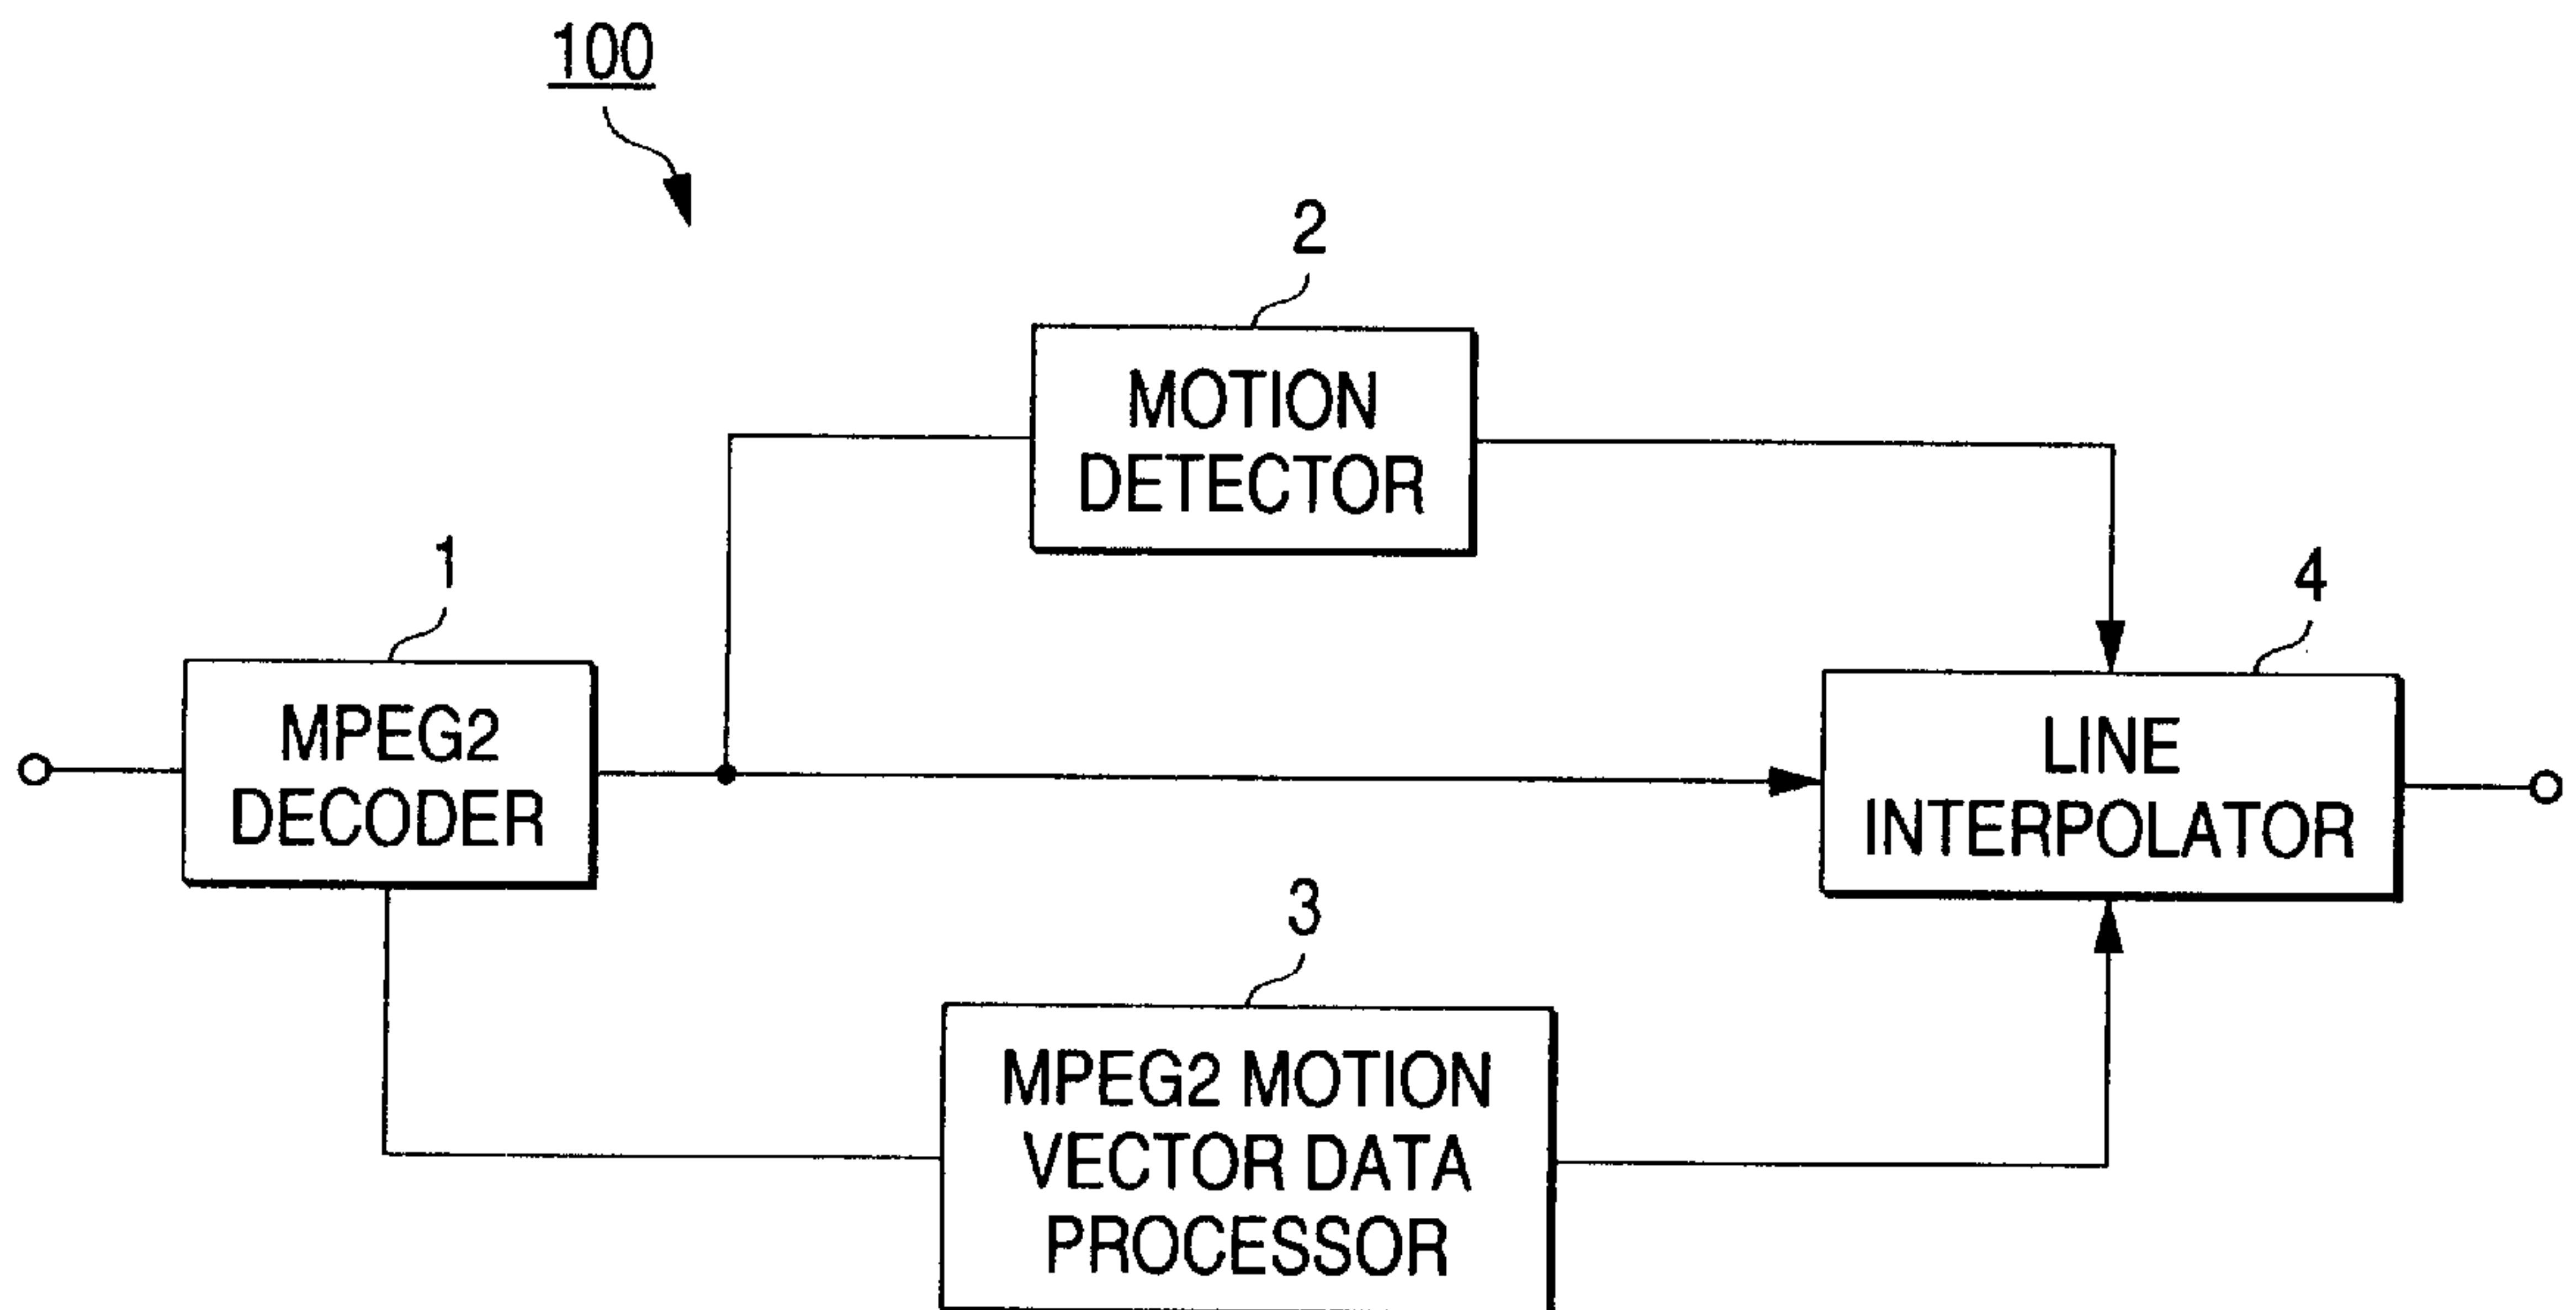 100
2
MOTION
DETECTOR
1
MPEG2
DECODER
4
LINE
INTERPOLATOR
3
MPEG2 MOTION
VECTOR DATA
PROCESSOR